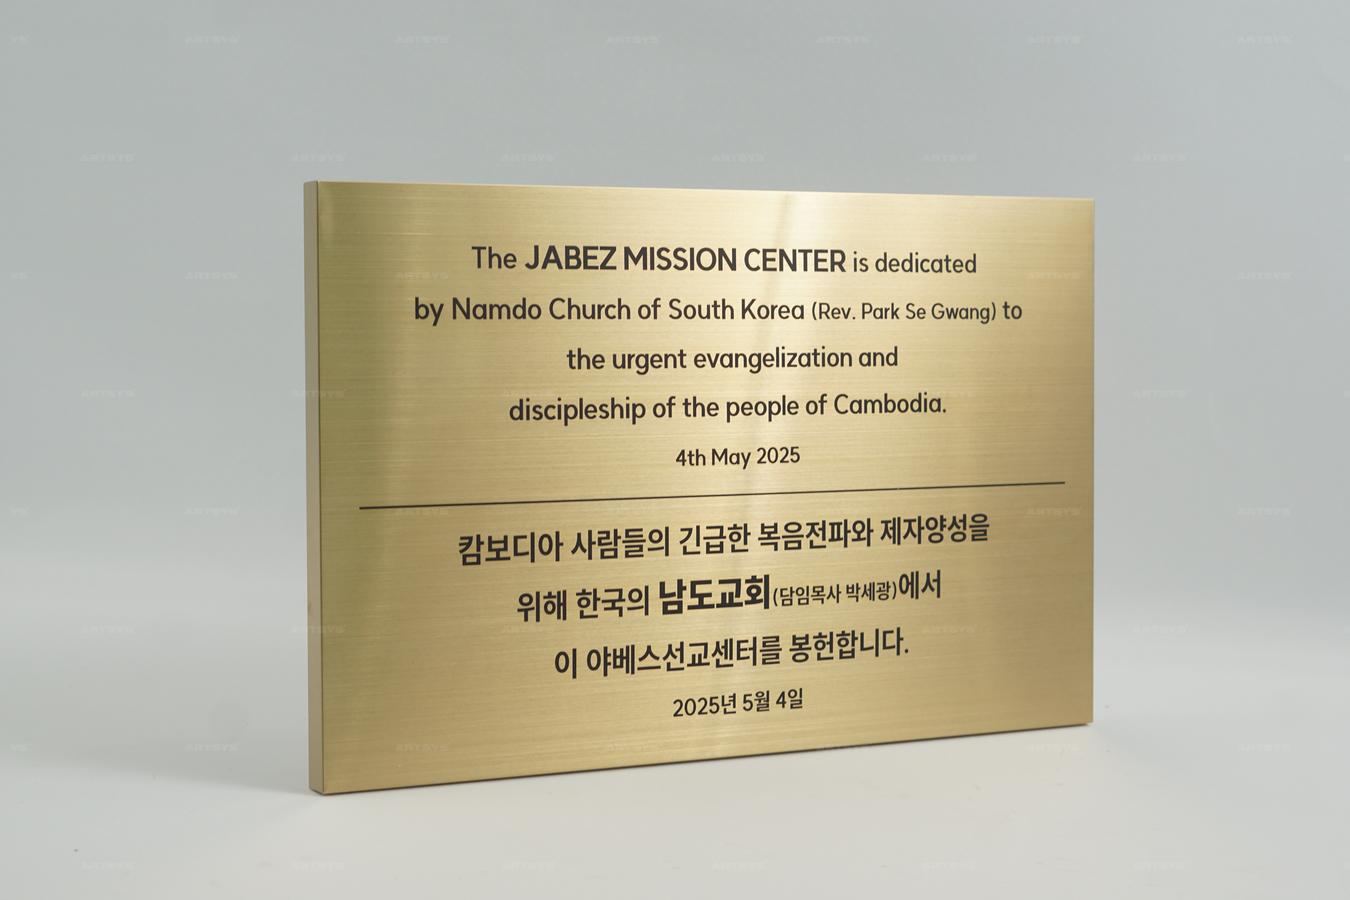 The JABEZ MISSION CENTER is dedicated
by Namdo Church of South Korea (Rev. Park Se Gwang) to
the urgent evangelization and
discipleship of the people of Cambodia.
4th May 2025
캄보디아 사람들의 긴급한 복음전파와 제자양성을
위해 한국의 남도교회(담임목사 박세광)에서
이 야베스선교센터를 봉헌합니다.
2025년 5월 4일
ARTSYS